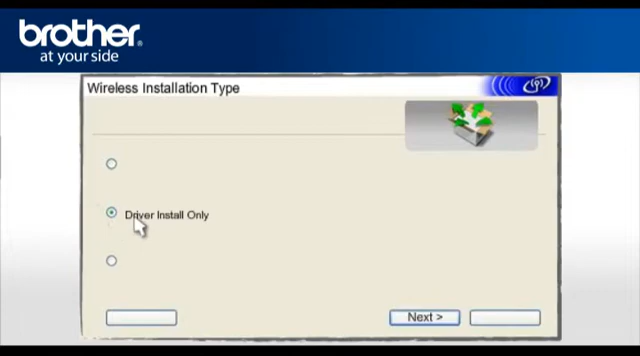 brother
at your side
Wireless Installation Type
Driver Install Only
Next >